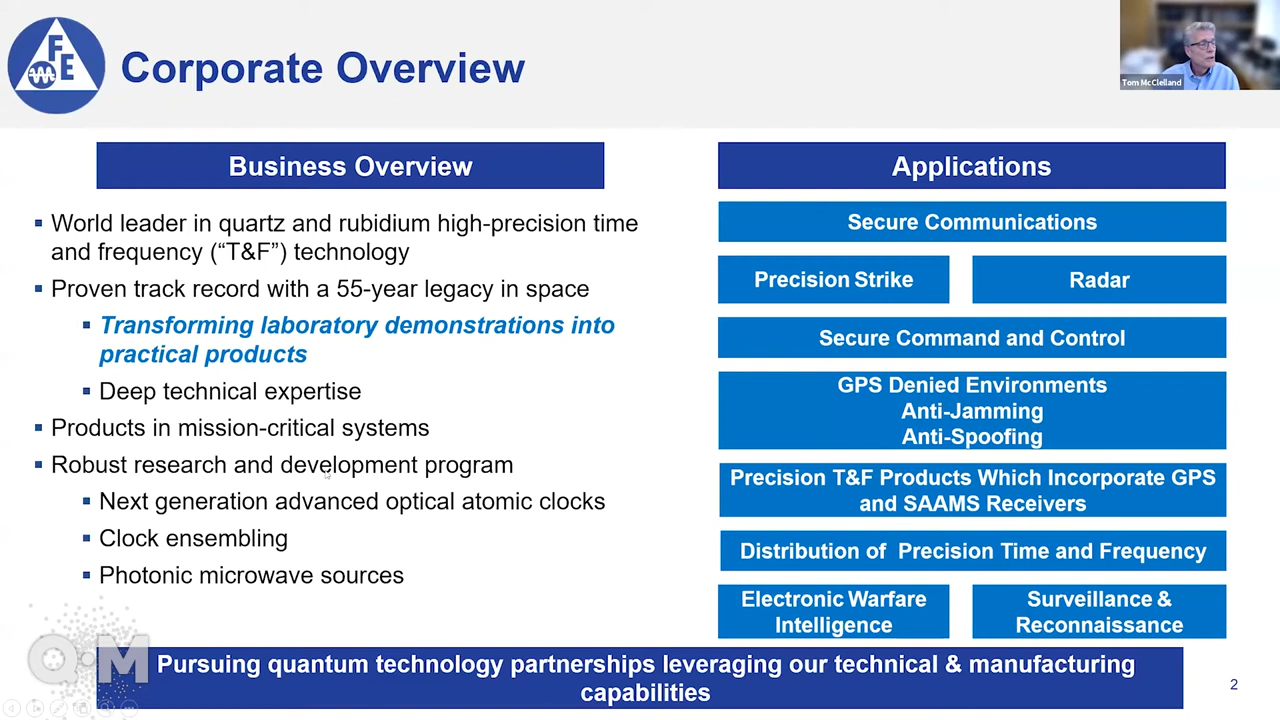 FE
Corporate Overview
Tom McClelland
Business Overview
World leader in quartz and rubidium high-precision time
and frequency (“T&F”) technology
Proven track record with a 55-year legacy in space
Transforming laboratory demonstrations into
practical products
Deep technical expertise
Products in mission-critical systems
Robust research and development program
Next generation advanced optical atomic clocks
Clock ensembling
Photonic microwave sources
Applications
Secure Communications
Precision Strike
Radar
Secure Command and Control
GPS Denied Environments
Anti-Jamming
Anti-Spoofing
Precision T&F Products Which Incorporate GPS
and SAAMS Receivers
Distribution of Precision Time and Frequency
Electronic Warfare
Intelligence
Surveillance &
Reconnaissance
QM
Pursuing quantum technology partnerships leveraging our technical & manufacturing
capabilities
2